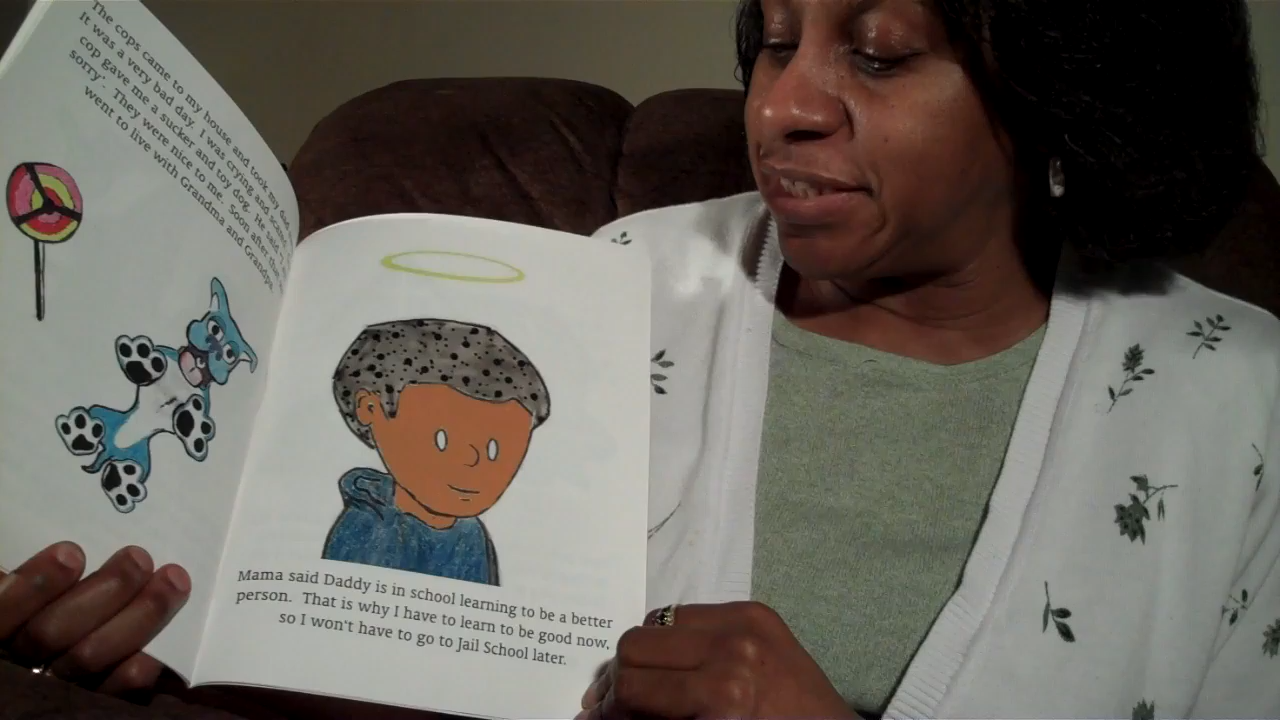 The cops came to my house and took my dad.
It was a very bad day. I was crying and scared
cop gave me a sucker and toy dog. He said "
sorry". They were nice to me. Soon after that
went to live with Grandma and Grandpa.
Mama said Daddy is in school learning to be a better
person. That is why I have to learn to be good now,
so I won't have to go to Jail School later.